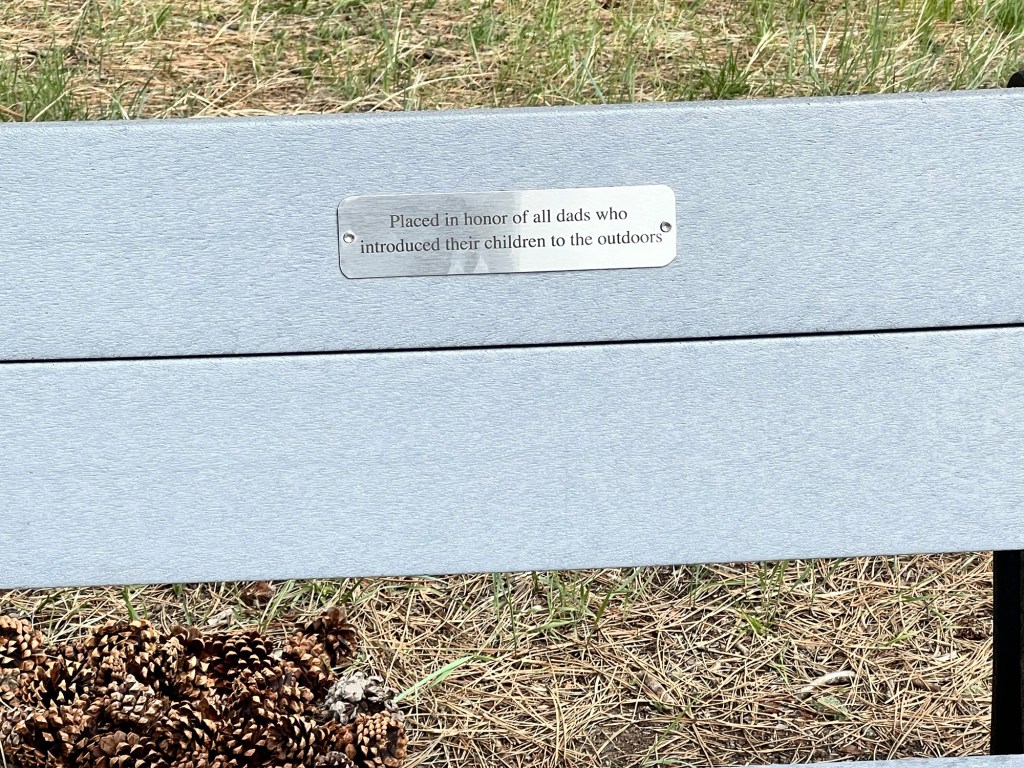 Placed in honor of all dads who
introduced their children to the outdoors